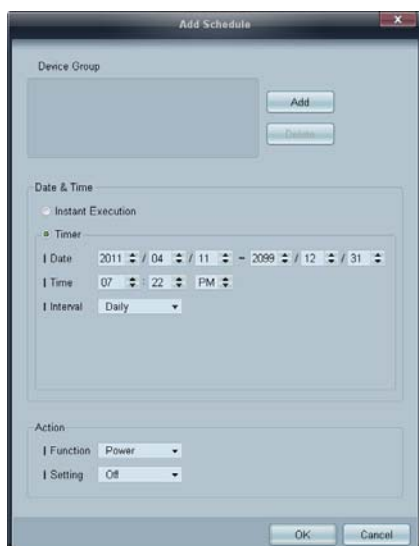 Add Schedule
x
Device Group
Add
Delete
Date & Time
Instant Execution
Timer
Date 2011 / 04 / 11 ~ 2099 / 12 / 31
Time 07 : 22 PM
Interval Daily
Action
Function Power
Setting Off
OK Cancel